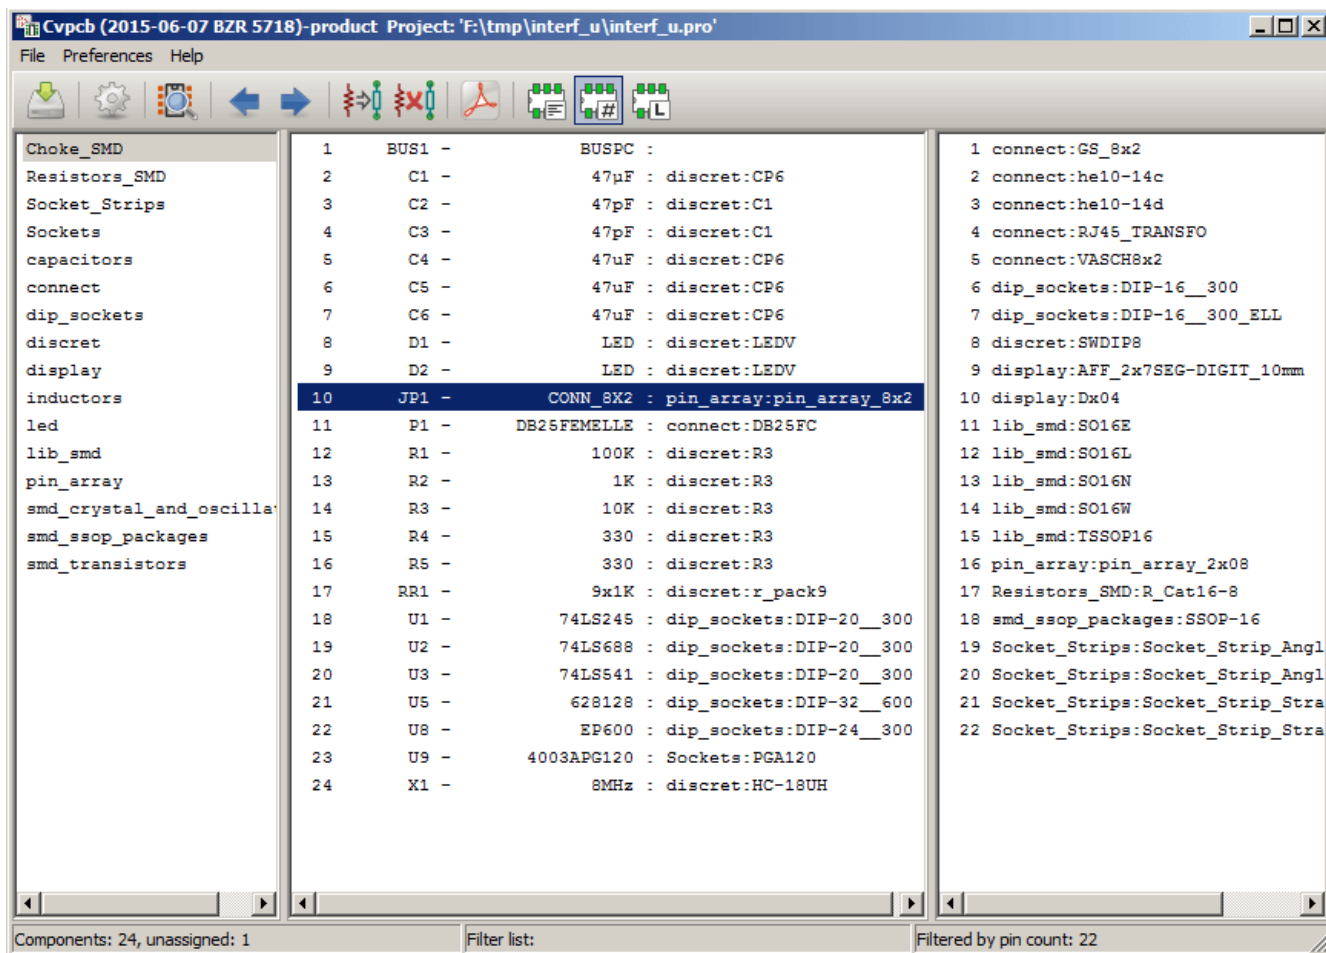 Cvpcb (2015-06-07 BZR 5718)-product Project: 'F:\tmp\interf_u\interf_u.pro'
File Preferences Help
#
L
Choke_SMD
Resistors_SMD
Socket_Strips
Sockets
capacitors
connect
dip_sockets
discret
display
inductors
led
lib_smd
pin_array
smd_crystal_and_oscilla
smd_ssop_packages
smd_transistors
1 BUS1 - BUSPC :
2 C1 - 47µF : discret:CP6
3 C2 - 47pF : discret:C1
4 C3 - 47pF : discret:C1
5 C4 - 47uF : discret:CP6
6 C5 - 47uF : discret:CP6
7 C6 - 47uF : discret:CP6
8 D1 - LED : discret:LEDV
9 D2 - LED : discret:LEDV
10 JP1 - CONN_8X2 : pin_array:pin_array_8x2
11 P1 - DB25FEMELLE : connect:DB25FC
12 R1 - 100K : discret:R3
13 R2 - 1K : discret:R3
14 R3 - 10K : discret:R3
15 R4 - 330 : discret:R3
16 R5 - 330 : discret:R3
17 RR1 - 9x1K : discret:r_pack9
18 U1 - 74LS245 : dip_sockets:DIP-20__300
19 U2 - 74LS688 : dip_sockets:DIP-20__300
20 U3 - 74LS541 : dip_sockets:DIP-20__300
21 U5 - 628128 : dip_sockets:DIP-32__600
22 U8 - EP600 : dip_sockets:DIP-24__300
23 U9 - 4003APG120 : Sockets:PGA120
24 X1 - 8MHz : discret:HC-18UH
1 connect:GS_8x2
2 connect:he10-14c
3 connect:he10-14d
4 connect:RJ45_TRANSFO
5 connect:VASCH8x2
6 dip_sockets:DIP-16__300
7 dip_sockets:DIP-16__300_ELL
8 discret:SWDIP8
9 display:AFF_2x7SEG-DIGIT_10mm
10 display:Dx04
11 lib_smd:SO16E
12 lib_smd:SO16L
13 lib_smd:SO16N
14 lib_smd:SO16W
15 lib_smd:TSSOP16
16 pin_array:pin_array_2x08
17 Resistors_SMD:R_Cat16-8
18 smd_ssop_packages:SSOP-16
19 Socket_Strips:Socket_Strip_Angl
20 Socket_Strips:Socket_Strip_Angl
21 Socket_Strips:Socket_Strip_Stra
22 Socket_Strips:Socket_Strip_Stra
Components: 24, unassigned: 1
Filter list:
Filtered by pin count: 22